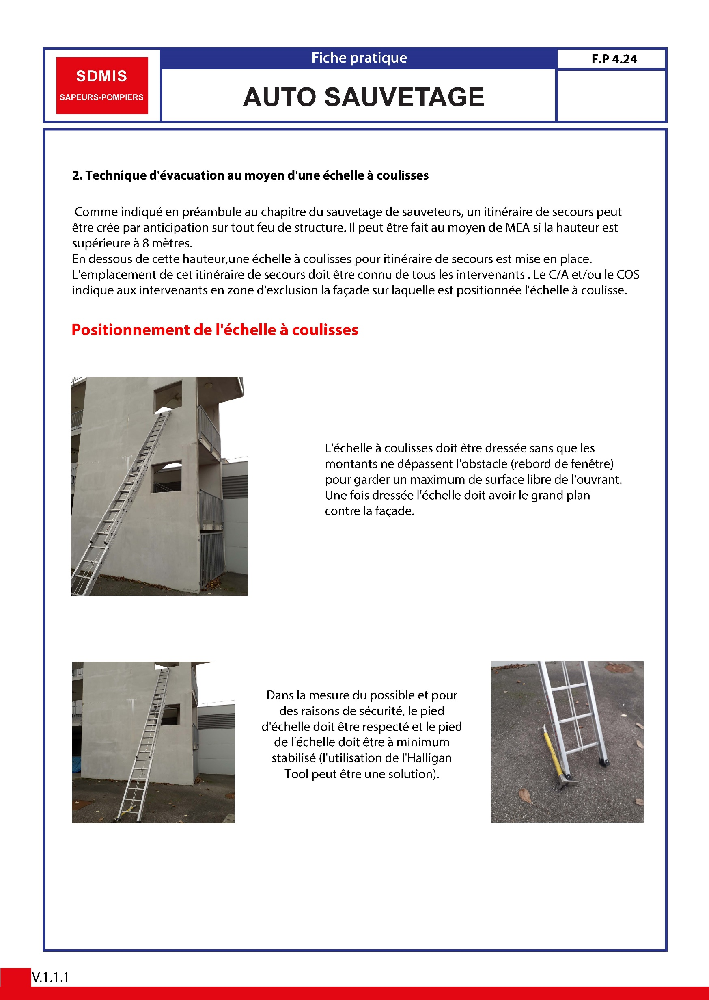 Fiche pratique
F.P 4.24
SDMIS
SAPEURS-POMPIERS
AUTO SAUVETAGE
2. Technique d'évacuation au moyen d'une échelle à coulisses
Comme indiqué en préambule au chapitre du sauvetage de sauveteurs, un itinéraire de secours peut
être crée par anticipation sur tout feu de structure. Il peut être fait au moyen de MEA si la hauteur est
supérieure à 8 mètres.
En dessous de cette hauteur,une échelle à coulisses pour itinéraire de secours est mise en place.
L'emplacement de cet itinéraire de secours doit être connu de tous les intervenants . Le C/A et/ou le COS
indique aux intervenants en zone d'exclusion la façade sur laquelle est positionnée l'échelle à coulisse.
Positionnement de l'échelle à coulisses
L'échelle à coulisses doit être dressée sans que les
montants ne dépassent l'obstacle (rebord de fenêtre)
pour garder un maximum de surface libre de l'ouvrant.
Une fois dressée l'échelle doit avoir le grand plan
contre la façade.
Dans la mesure du possible et pour
des raisons de sécurité, le pied
d'échelle doit être respecté et le pied
de l'échelle doit être à minimum
stabilisé (l'utilisation de l'Halligan
Tool peut être une solution).
V.1.1.1